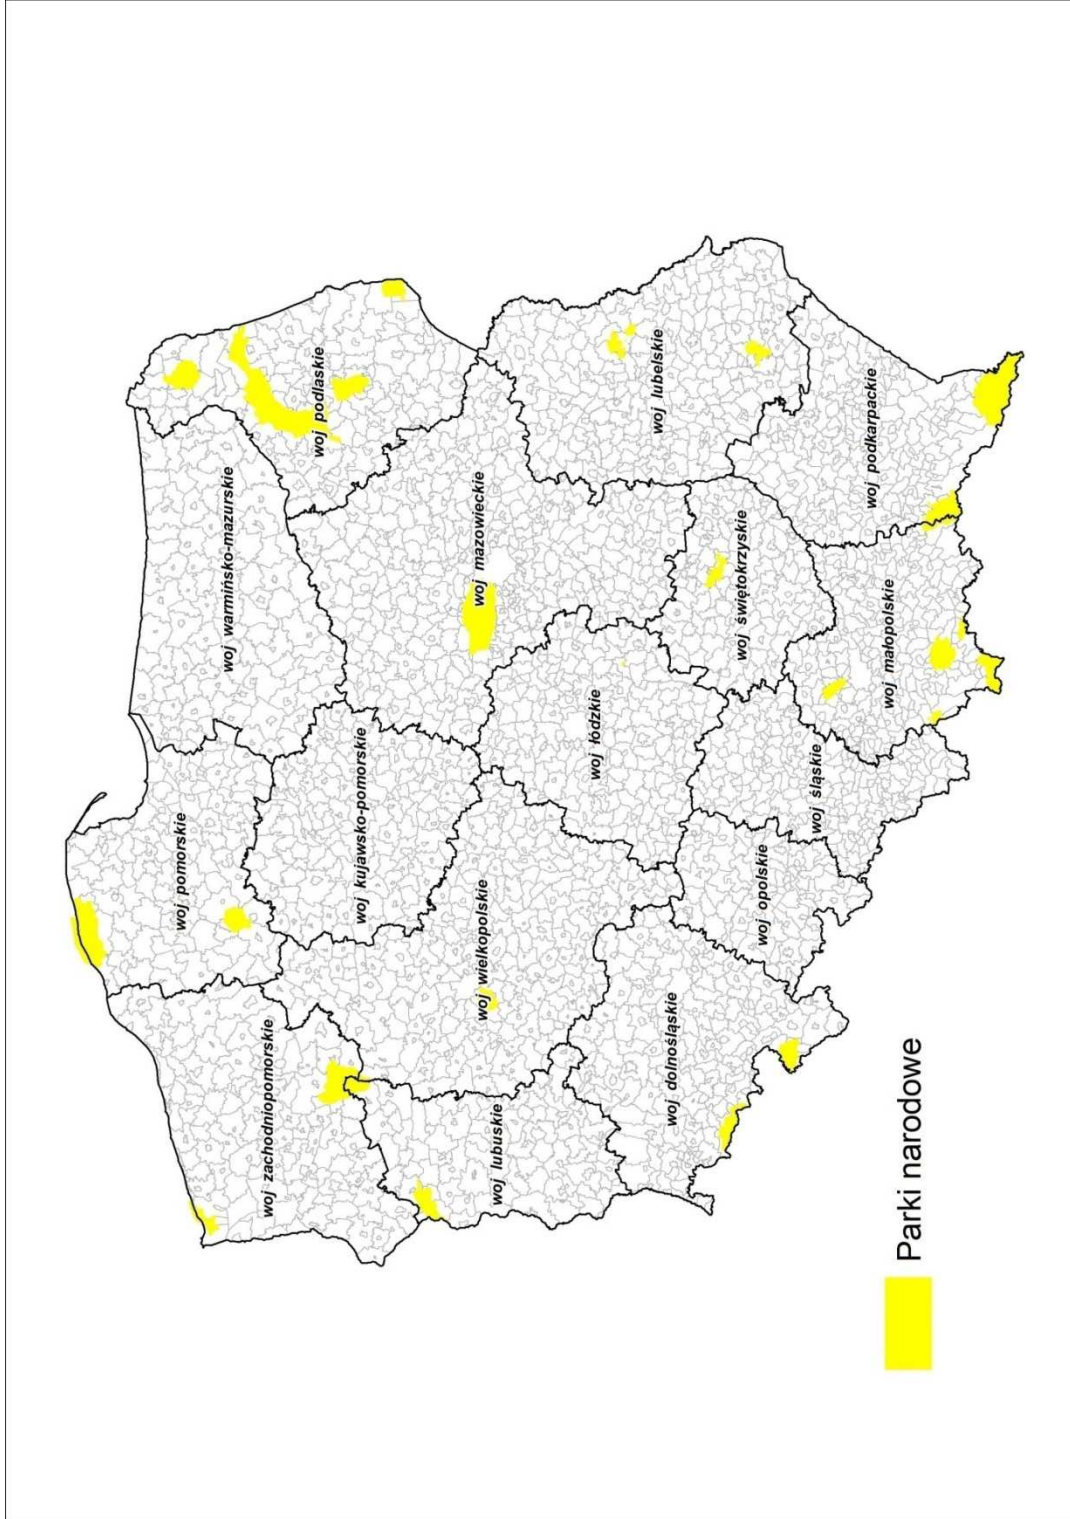 woj pomorskie
woj warmińsko-mazurskie
woj podlaskie
woj zachodniopomorskie
woj kujawsko-pomorskie
woj mazowieckie
woj wielkopolskie
woj lubuskie
woj łódzkie
woj lubelskie
woj dolnośląskie
woj opolskie
woj śląskie
woj świętokrzyskie
woj małopolskie
woj podkarpackie
Parki narodowe